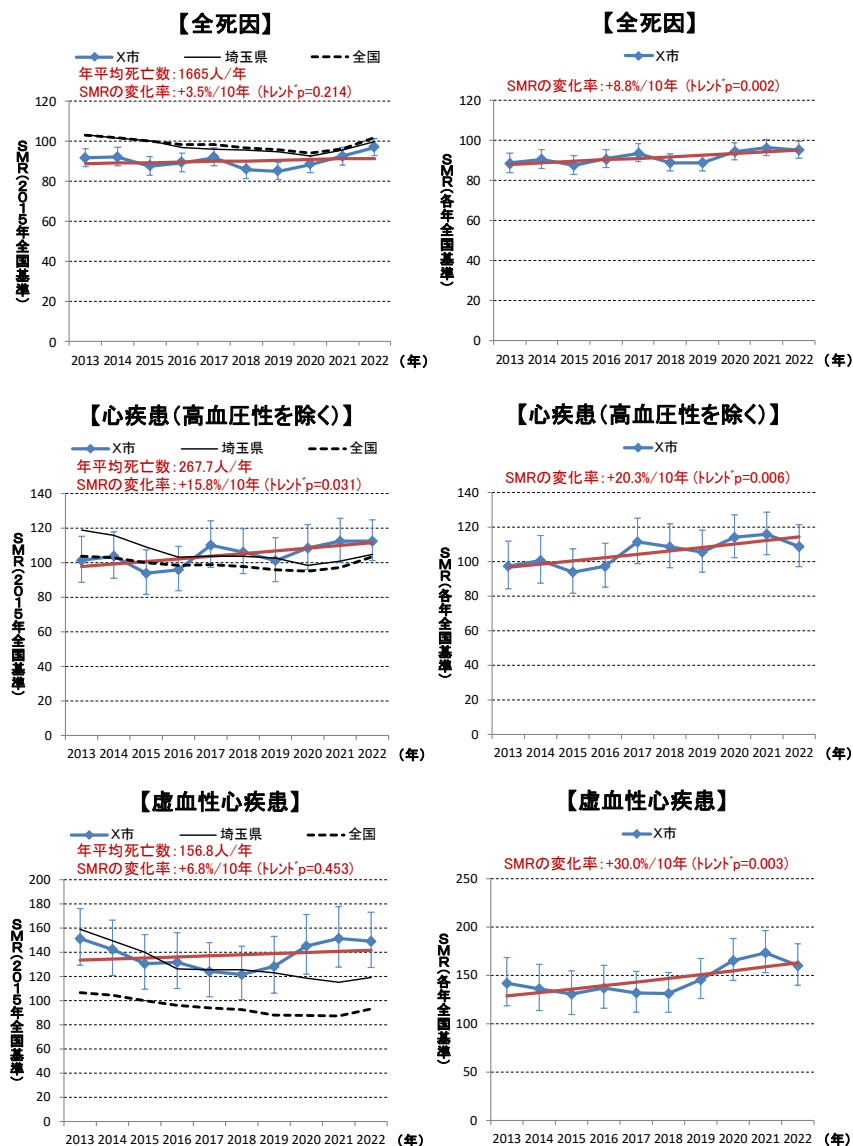 【全死因】
X市 埼玉県 全国
年平均死亡数:1665人/年
SMRの変化率:+3.5%/10年 (トレンドp=0.214)
SMR(2015年全国基準)
120
100
80
60
40
20
0
2013 2014 2015 2016 2017 2018 2019 2020 2021 2022 (年)
【全死因】
X市
SMRの変化率:+8.8%/10年 (トレンドp=0.002)
SMR(各年全国基準)
120
100
80
60
40
20
0
2013 2014 2015 2016 2017 2018 2019 2020 2021 2022 (年)
【心疾患(高血圧性を除く)】
X市 埼玉県 全国
年平均死亡数:267.7人/年
SMRの変化率:+15.8%/10年 (トレンドp=0.031)
SMR(2015年全国基準)
140
120
100
80
60
40
20
0
2013 2014 2015 2016 2017 2018 2019 2020 2021 2022 (年)
【心疾患(高血圧性を除く)】
X市
SMRの変化率:+20.3%/10年 (トレンドp=0.006)
SMR(各年全国基準)
140
120
100
80
60
40
20
0
2013 2014 2015 2016 2017 2018 2019 2020 2021 2022 (年)
【虚血性心疾患】
X市 埼玉県 全国
年平均死亡数:156.8人/年
SMRの変化率:+6.8%/10年 (トレンドp=0.453)
SMR(2015年全国基準)
200
180
160
140
120
100
80
60
40
20
0
2013 2014 2015 2016 2017 2018 2019 2020 2021 2022 (年)
【虚血性心疾患】
X市
SMRの変化率:+30.0%/10年 (トレンドp=0.003)
SMR(各年全国基準)
250
200
150
100
50
0
2013 2014 2015 2016 2017 2018 2019 2020 2021 2022 (年)